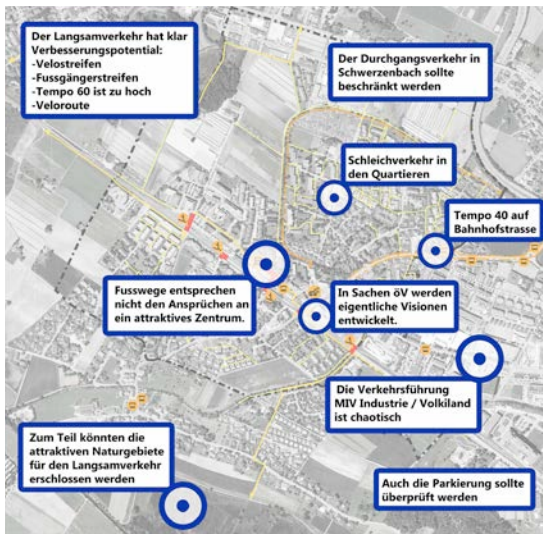 Der Langsamverkehr hat klar
Verbesserungspotential:
-Velostreifen
-Fussgängerstreifen
-Tempo 60 ist zu hoch
-Veloroute
Der Durchgangsverkehr in
Schwerzenbach sollte
beschränkt werden
Schleichverkehr in
den Quartieren
Tempo 40 auf
Bahnhofstrasse
Fusswege entsprechen
nicht den Ansprüchen an
ein attraktives Zentrum.
In Sachen öV werden
eigentliche Visionen
entwickelt.
Die Verkehrsführung
MIV Industrie / Volkiland
ist chaotisch
Zum Teil könnten die
attraktiven Naturgebiete
für den Langsamverkehr
erschlossen werden
Auch die Parkierung sollte
überprüft werden